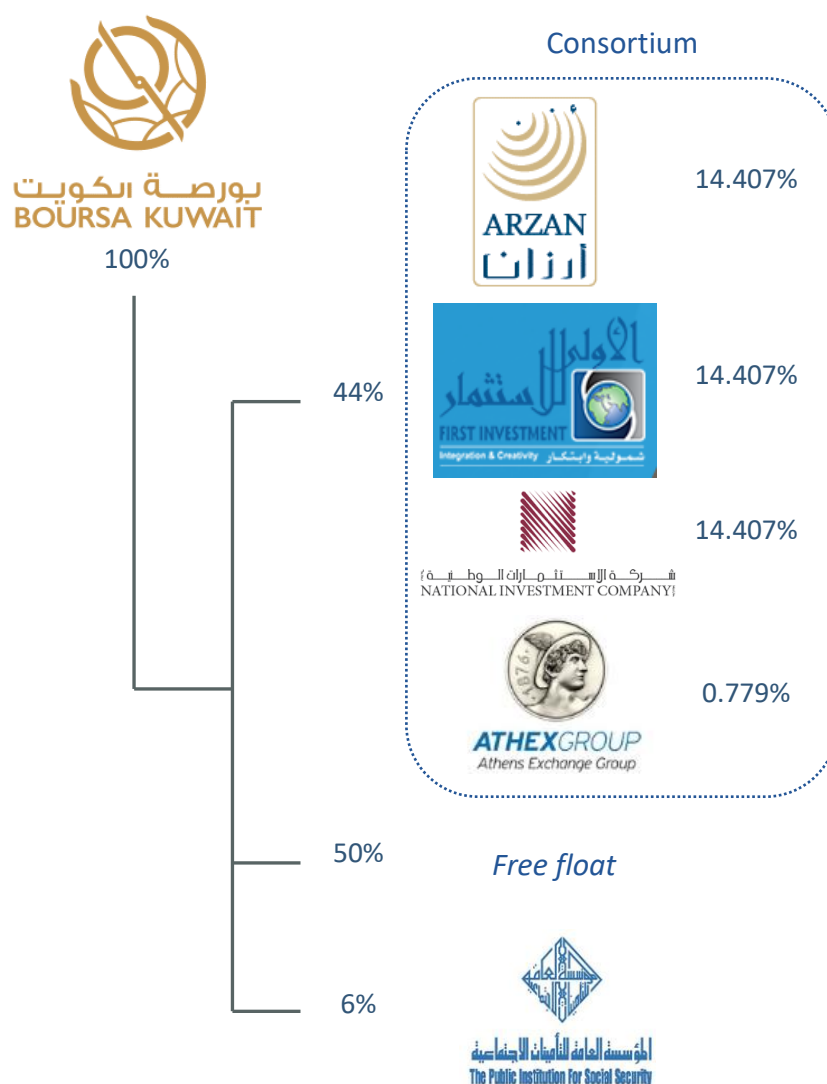 Consortium
بورصة الكويت
BOURSA KUWAIT
100%
ARZAN
أرزان
14.407%
44%
الأولى للاستثمار
FIRST INVESTMENT
Integration & Creativity شمولية وابتكار
14.407%
شركة الاستثمارات الوطنية
NATIONAL INVESTMENT COMPANY
14.407%
1876
ATHEXGROUP
Athens Exchange Group
0.779%
50%
Free float
6%
المؤسسة العامة للتأمينات الاجتماعية
The Public Institution For Social Security